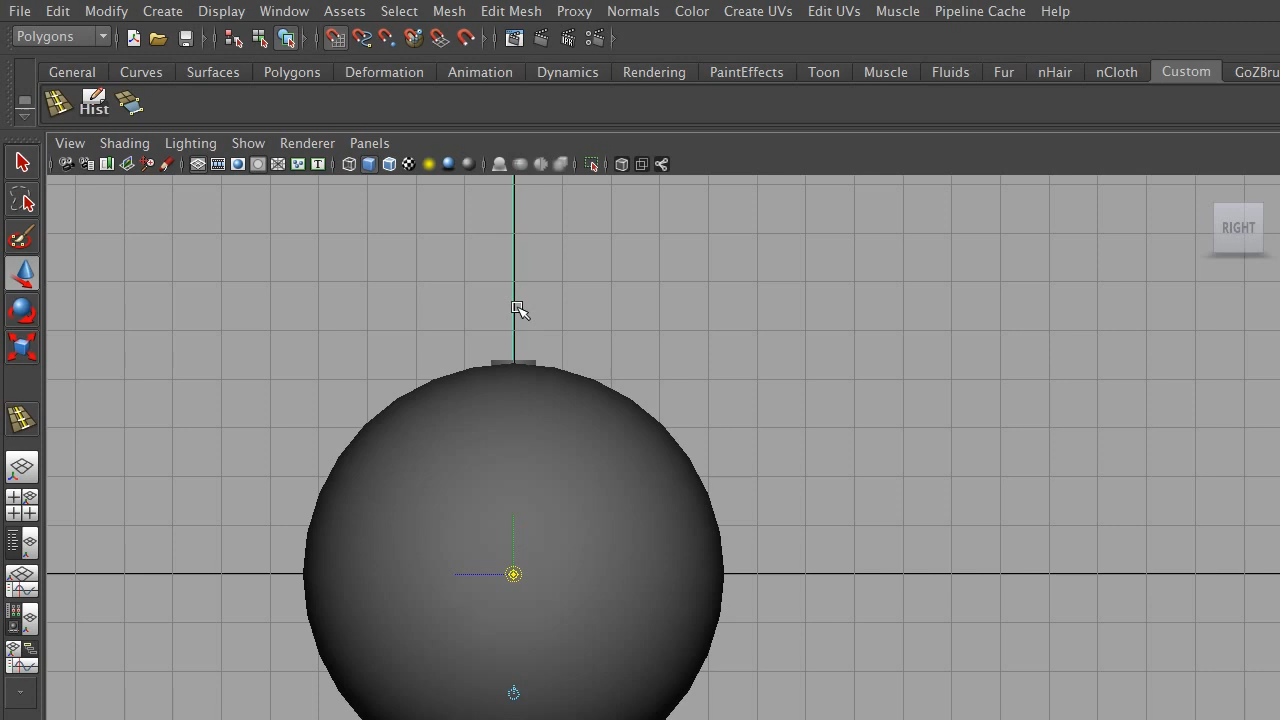 File Edit Modify Create Display Window Assets Select Mesh Edit Mesh Proxy Normals Color Create UVs Edit UVs Muscle Pipeline Cache Help
Polygons
General Curves Surfaces Polygons Deformation Animation Dynamics Rendering PaintEffects Toon Muscle Fluids Fur nHair nCloth Custom GoZBru
Hist
View Shading Lighting Show Renderer Panels
T
RIGHT